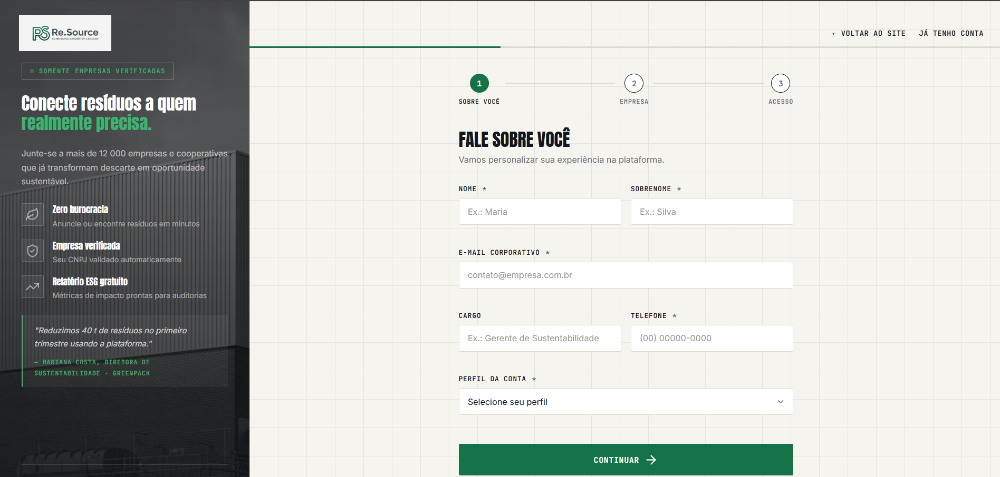 RS Re.Source
CONECTANDO A INDÚSTRIA CIRCULAR
SOMENTE EMPRESAS VERIFICADAS
Conecte resíduos a quem
realmente precisa.
Junte-se a mais de 12 000 empresas e cooperativas
que já transformam descarte em oportunidade
sustentável.
Zero burocracia
Anuncie ou encontre resíduos em minutos
Empresa verificada
Seu CNPJ validado automaticamente
Relatório ESG gratuito
Métricas de impacto prontas para auditorias
"Reduzimos 40 t de resíduos no primeiro
trimestre usando a plataforma."
— MARIANA COSTA, DIRETORA DE
SUSTENTABILIDADE · GREENPACK
← VOLTAR AO SITE JÁ TENHO CONTA
1 2 3
SOBRE VOCÊ EMPRESA ACESSO
FALE SOBRE VOCÊ
Vamos personalizar sua experiência na plataforma.
NOME * SOBRENOME *
Ex.: Maria Ex.: Silva
E-MAIL CORPORATIVO *
contato@empresa.com.br
CARGO TELEFONE *
Ex.: Gerente de Sustentabilidade (00) 00000-0000
PERFIL DA CONTA *
Selecione seu perfil
CONTINUAR →